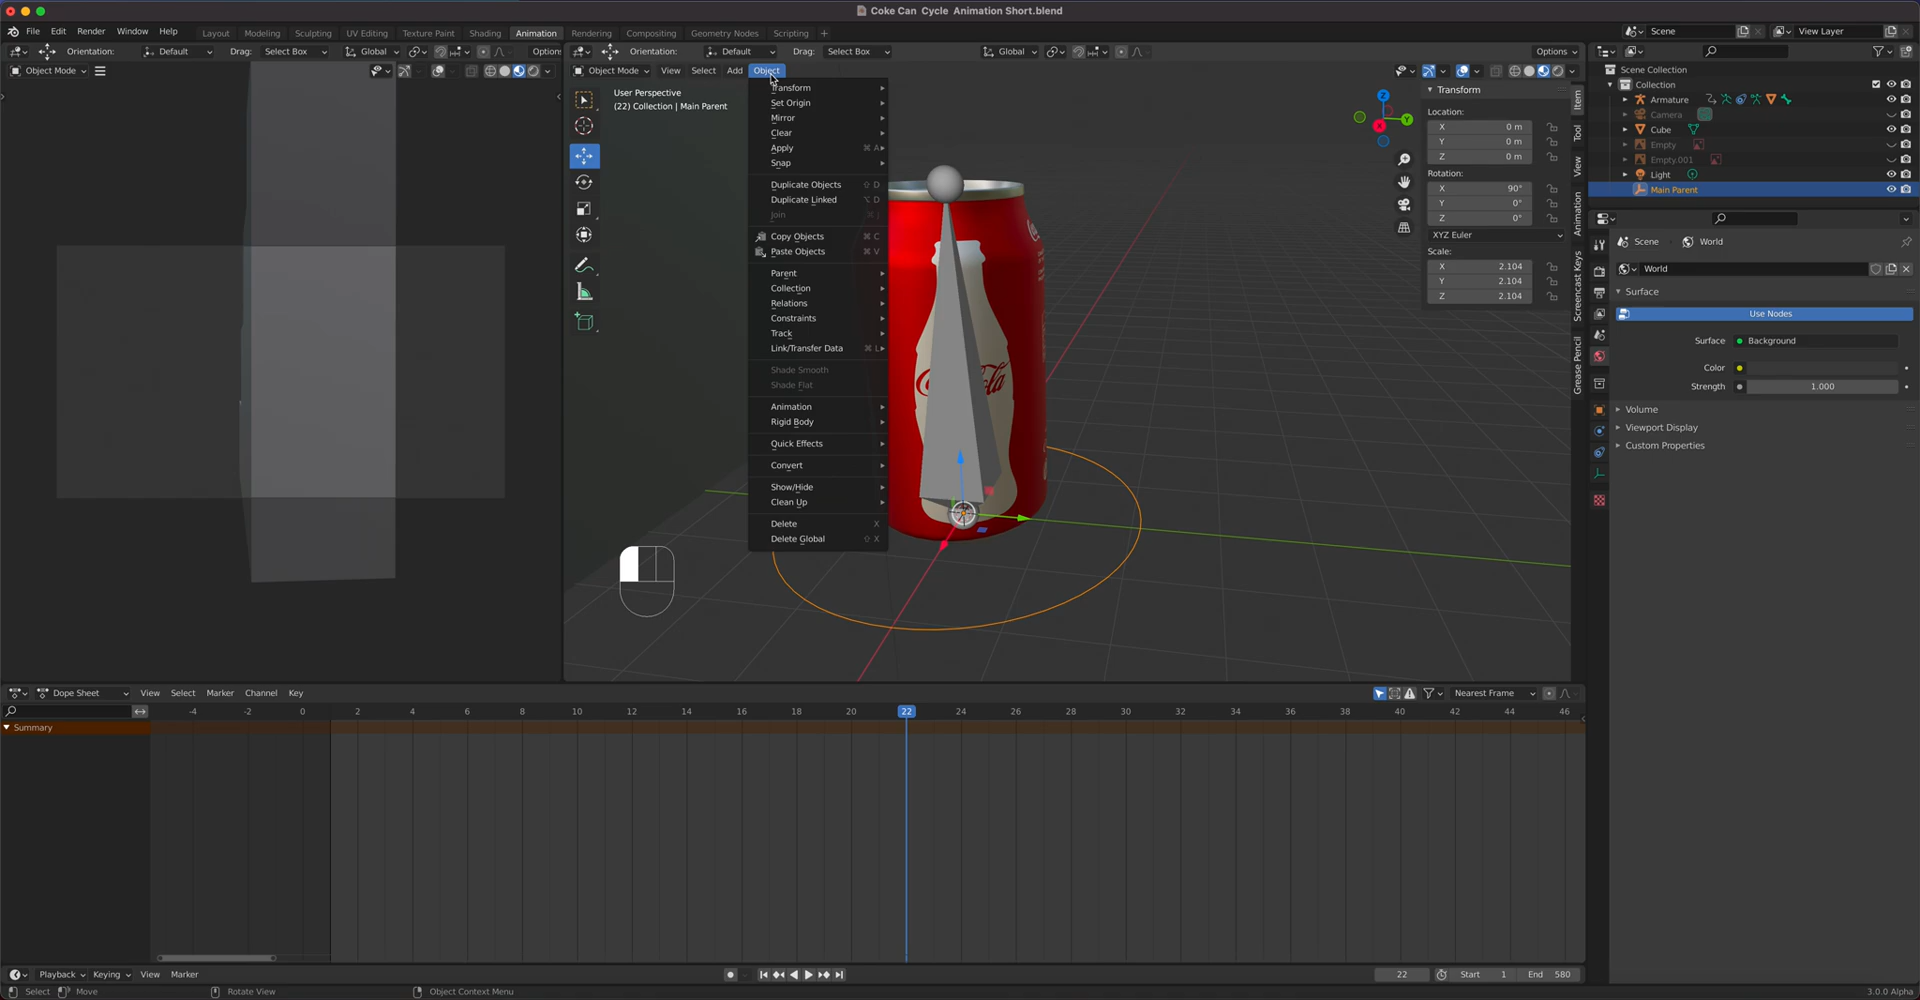 Coke Can Cycle Animation Short.blend
File Edit Render Window Help
Layout Modeling Sculpting UV Editing Texture Paint Shading Animation Rendering Compositing Geometry Nodes Scripting +
Scene View Layer
Orientation: Default Drag: Select Box Global Option
Orientation: Default Drag: Select Box Global Options
Object Mode
Object Mode View Select Add Object
User Perspective
(22) Collection | Main Parent
Transform
Set Origin
Mirror
Clear
Apply ⌘ A
Snap
Duplicate Objects ⇧ D
Duplicate Linked ⌥ D
Join ⌘ J
Copy Objects ⌘ C
Paste Objects ⌘ V
Parent
Collection
Relations
Constraints
Track
Link/Transfer Data ⌘ L
Shade Smooth
Shade Flat
Animation
Rigid Body
Quick Effects
Convert
Show/Hide
Clean Up
Delete X
Delete Global ⇧ X
Z
Y
X
Transform
Location:
X 0 m
Y 0 m
Z 0 m
Rotation:
X 90°
Y 0°
Z 0°
XYZ Euler
Scale:
X 2.104
Y 2.104
Z 2.104
Item
Tool
View
Animation
Screencast Keys
Grease Pencil
Scene Collection
Collection
Armature
Camera
Cube
Empty
Empty.001
Light
Main Parent
Scene World
World
Surface
Use Nodes
Surface Background
Color
Strength 1.000
Volume
Viewport Display
Custom Properties
Dope Sheet View Select Marker Channel Key Nearest Frame
-4 -2 0 2 4 6 8 10 12 14 16 18 20 22 24 26 28 30 32 34 36 38 40 42 44 46
Summary
Playback Keying View Marker 22 Start 1 End 580
Select Move Rotate View Object Context Menu 3.0.0 Alpha